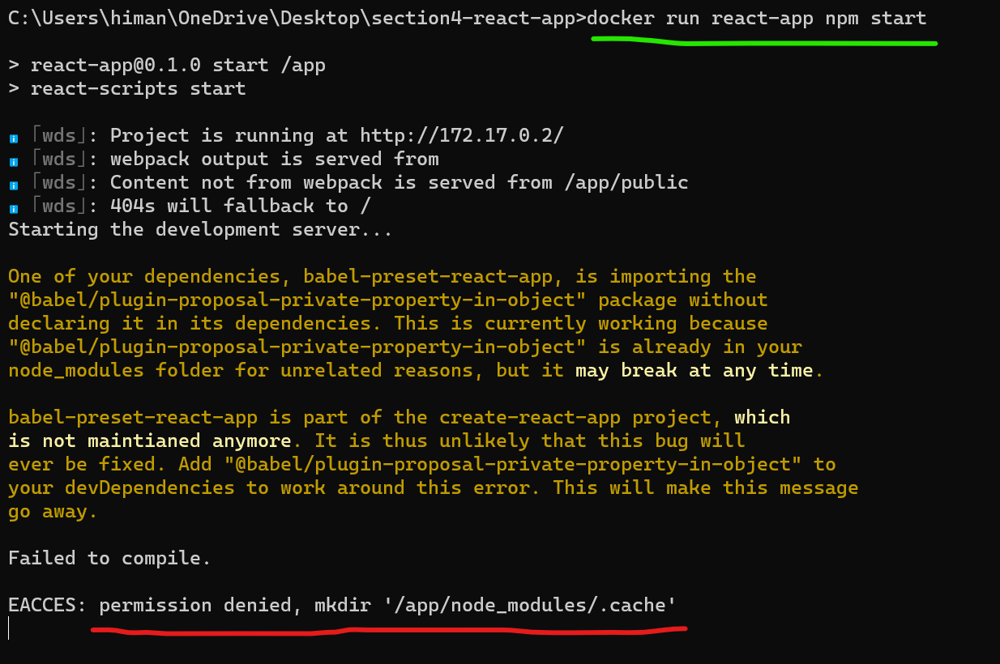 C:\Users\himan\OneDrive\Desktop\section4-react-app>docker run react-app npm start
> react-app@0.1.0 start /app
> react-scripts start
i ｢wds｣: Project is running at http://172.17.0.2/
i ｢wds｣: webpack output is served from
i ｢wds｣: Content not from webpack is served from /app/public
i ｢wds｣: 404s will fallback to /
Starting the development server...
One of your dependencies, babel-preset-react-app, is importing the
"@babel/plugin-proposal-private-property-in-object" package without
declaring it in its dependencies. This is currently working because
"@babel/plugin-proposal-private-property-in-object" is already in your
node_modules folder for unrelated reasons, but it may break at any time.
babel-preset-react-app is part of the create-react-app project, which
is not maintianed anymore. It is thus unlikely that this bug will
ever be fixed. Add "@babel/plugin-proposal-private-property-in-object" to
your devDependencies to work around this error. This will make this message
go away.
Failed to compile.
EACCES: permission denied, mkdir '/app/node_modules/.cache'